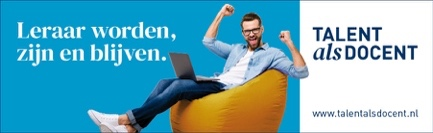 Leraar worden,
zijn en blijven.
TALENT
als DOCENT
www.talentalsdocent.nl